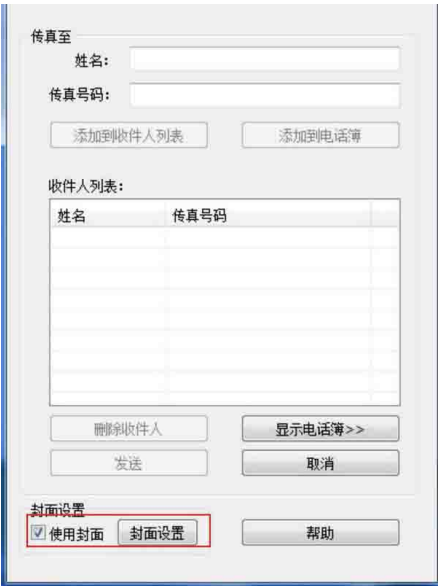 传真至
姓名：
传真号码：
添加到收件人列表 添加到电话簿
收件人列表：
姓名 传真号码
删除收件人 显示电话簿>>
发送 取消
封面设置
使用封面 封面设置 帮助